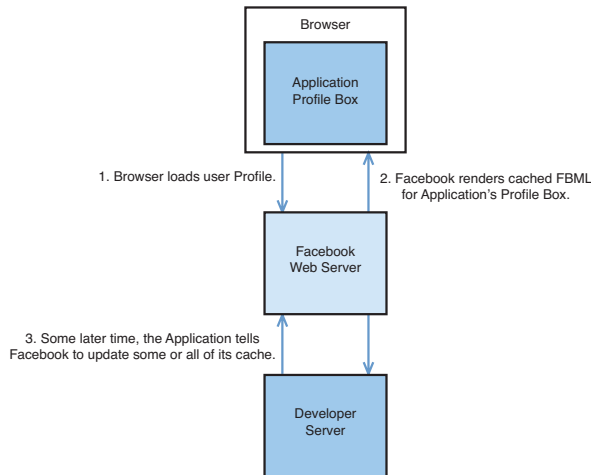 Browser
Application
Profile Box
1. Browser loads user Profile.
2. Facebook renders cached FBML
for Application’s Profile Box.
Facebook
Web Server
3. Some later time, the Application tells
Facebook to update some or all of its cache.
Developer
Server